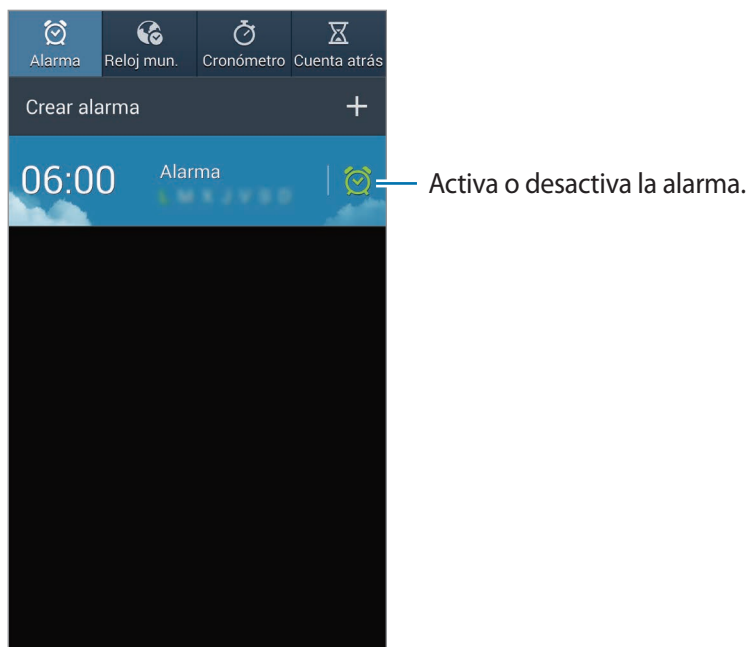 Alarma Reloj mun. Cronómetro Cuenta atrás
Crear alarma +
06:00 Alarma
Activa o desactiva la alarma.